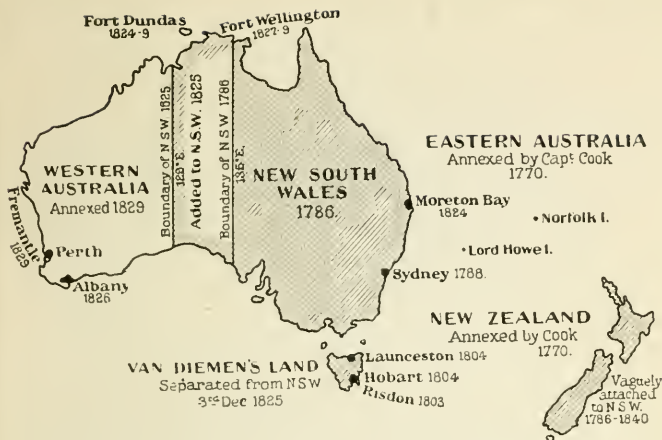 Fort Dundas
1824-9
Fort Wellington
1827-9
Boundary of NSW 1825
129°E.
Added to N.S.W. 1825
Boundary of NSW 1786
135°E.
WESTERN
AUSTRALIA
Annexed 1829
NEW SOUTH
WALES
1786.
EASTERN AUSTRALIA
Annexed by Capt Cook
1770.
Moreton Bay
1824
Norfolk I.
Lord Howe I.
Fremantle
1829
Perth
Albany
1826
Sydney 1788.
NEW ZEALAND
Annexed by Cook
1770.
VAN DIEMEN'S LAND
Separated from NSW
3rd Dec 1825
Launceston 1804
Hobart 1804
Risdon 1803
Vaguely
attached
to N.S.W.
1786-1840